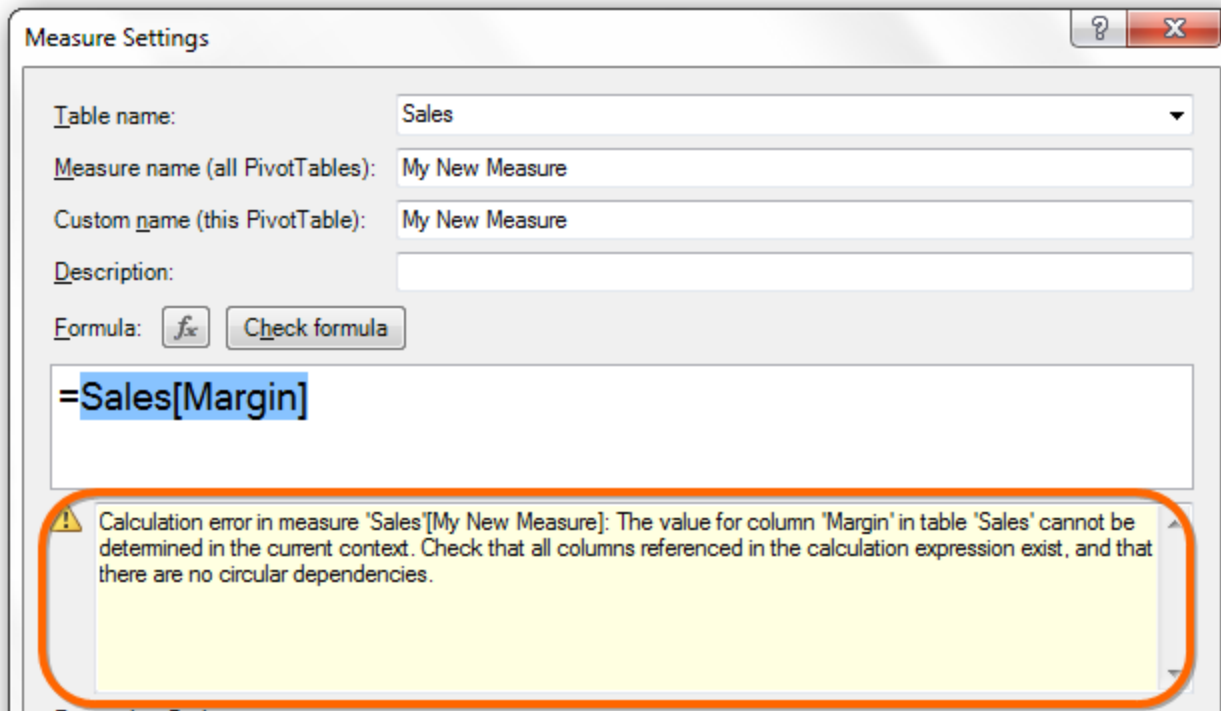 Measure Settings
Table name: Sales
Measure name (all PivotTables): My New Measure
Custom name (this PivotTable): My New Measure
Description:
Formula: fx Check formula
=Sales[Margin]
Calculation error in measure 'Sales'[My New Measure]: The value for column 'Margin' in table 'Sales' cannot be
determined in the current context. Check that all columns referenced in the calculation expression exist, and that
there are no circular dependencies.